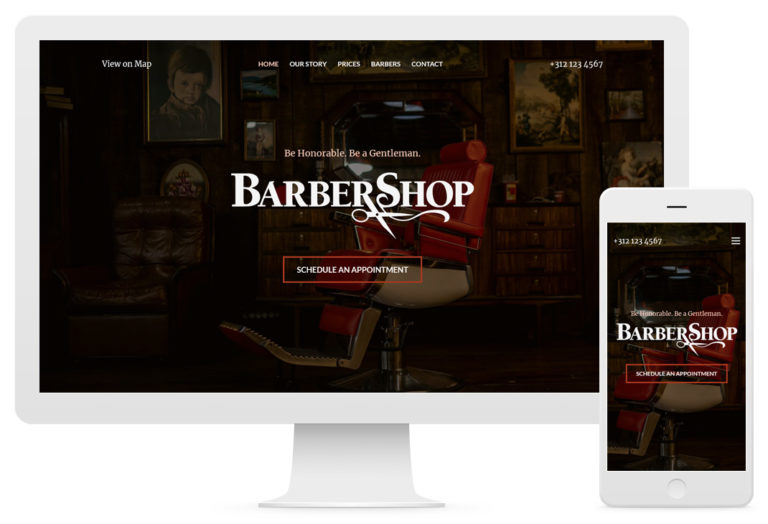 View on Map
HOME OUR STORY PRICES BARBERS CONTACT
+312 123 4567
Be Honorable. Be a Gentleman.
BARBERSHOP
SCHEDULE AN APPOINTMENT
+312 123 4567
Be Honorable. Be a Gentleman.
BARBERSHOP
SCHEDULE AN APPOINTMENT